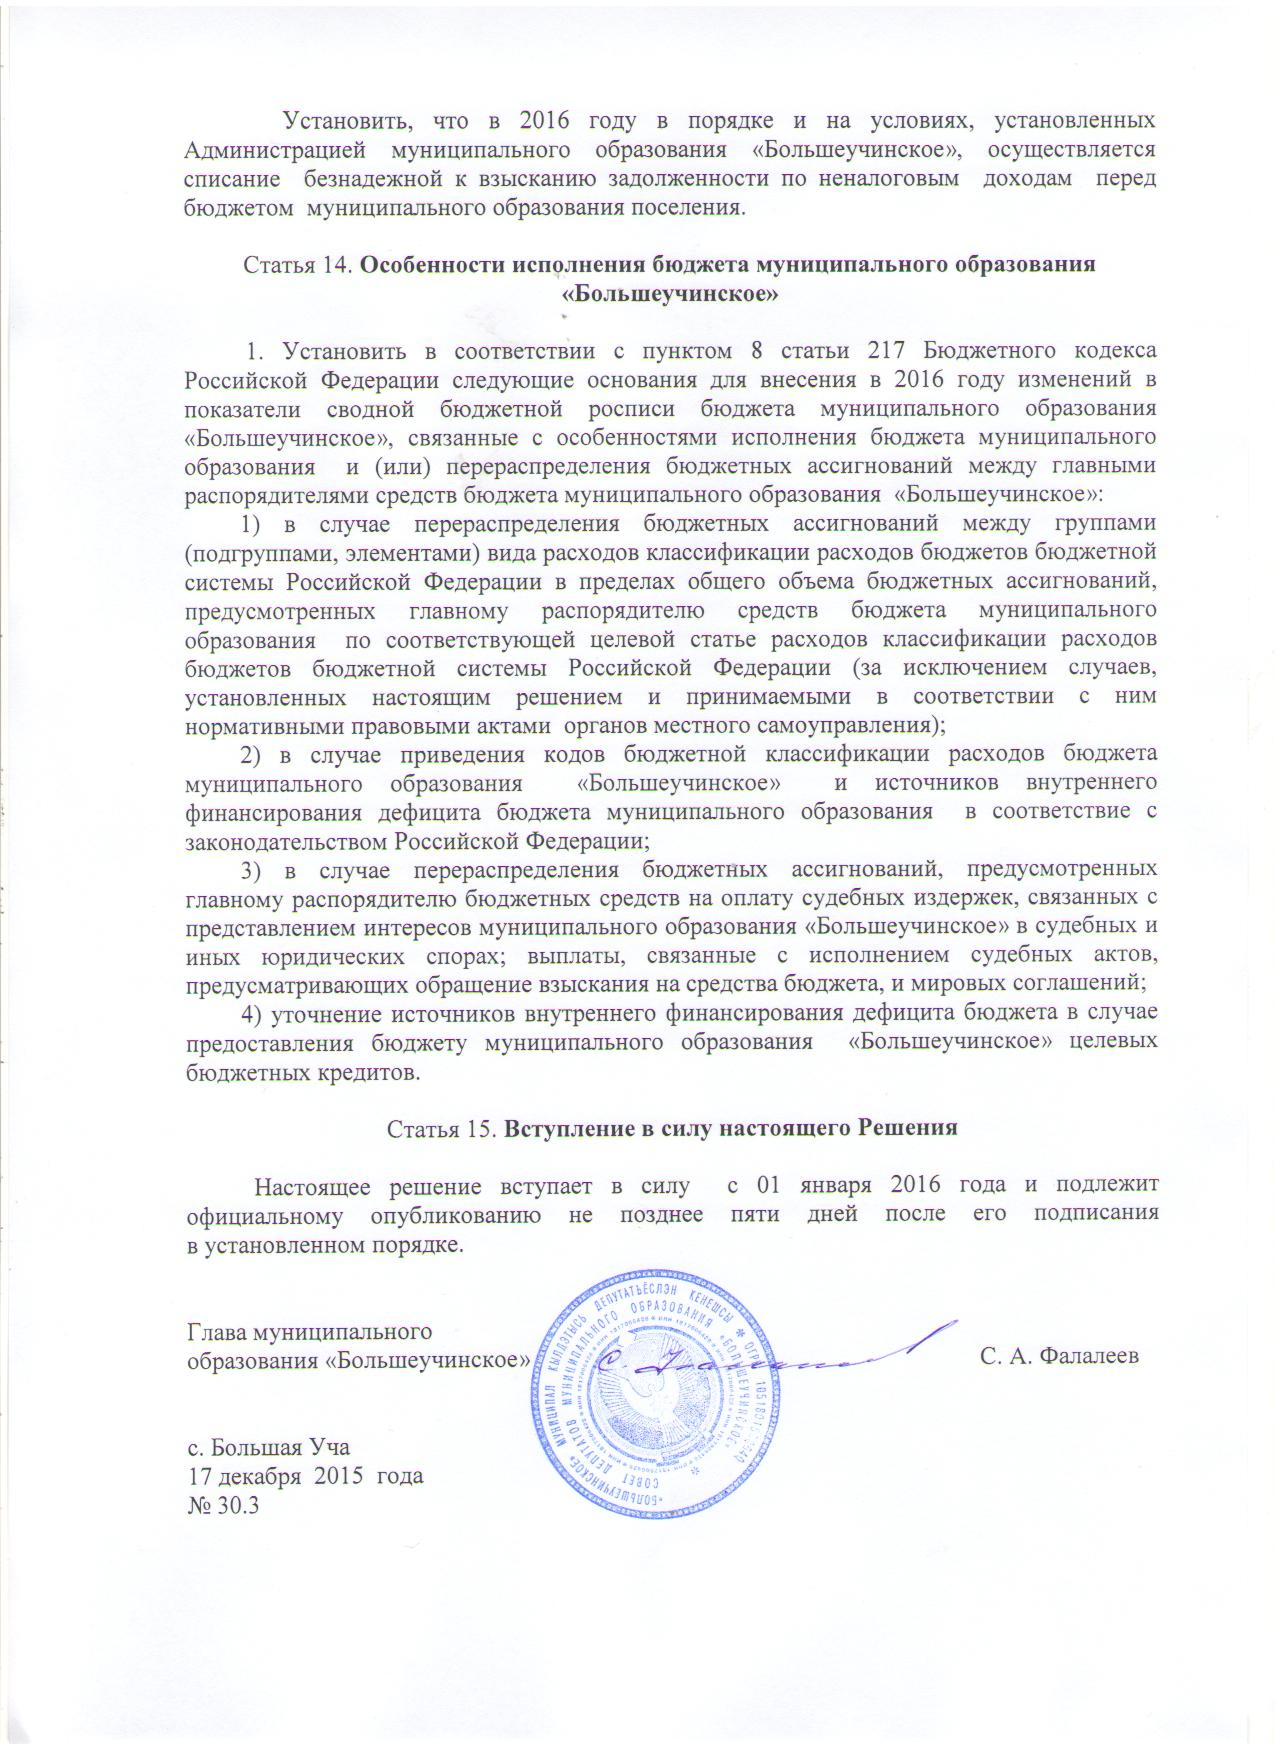 Установить, что в 2016 году в порядке и на условиях, установленных
Администрацией муниципального образования «Большеучинское», осуществляется
списание безнадежной к взысканию задолженности по неналоговым доходам перед
бюджетом муниципального образования поселения.
Статья 14. Особенности исполнения бюджета муниципального образования
«Большеучинское»
1. Установить в соответствии с пунктом 8 статьи 217 Бюджетного кодекса
Российской Федерации следующие основания для внесения в 2016 году изменений в
показатели сводной бюджетной росписи бюджета муниципального образования
«Большеучинское», связанные с особенностями исполнения бюджета муниципального
образования и (или) перераспределения бюджетных ассигнований между главными
распорядителями средств бюджета муниципального образования «Большеучинское»:
1) в случае перераспределения бюджетных ассигнований между группами
(подгруппами, элементами) вида расходов классификации расходов бюджетов бюджетной
системы Российской Федерации в пределах общего объема бюджетных ассигнований,
предусмотренных главному распорядителю средств бюджета муниципального
образования по соответствующей целевой статье расходов классификации расходов
бюджетов бюджетной системы Российской Федерации (за исключением случаев,
установленных настоящим решением и принимаемыми в соответствии с ним
нормативными правовыми актами органов местного самоуправления);
2) в случае приведения кодов бюджетной классификации расходов бюджета
муниципального образования «Большеучинское» и источников внутреннего
финансирования дефицита бюджета муниципального образования в соответствие с
законодательством Российской Федерации;
3) в случае перераспределения бюджетных ассигнований, предусмотренных
главному распорядителю бюджетных средств на оплату судебных издержек, связанных с
представлением интересов муниципального образования «Большеучинское» в судебных и
иных юридических спорах; выплаты, связанные с исполнением судебных актов,
предусматривающих обращение взыскания на средства бюджета, и мировых соглашений;
4) уточнение источников внутреннего финансирования дефицита бюджета в случае
предоставления бюджету муниципального образования «Большеучинское» целевых
бюджетных кредитов.
Статья 15. Вступление в силу настоящего Решения
Настоящее решение вступает в силу с 01 января 2016 года и подлежит
официальному опубликованию не позднее пяти дней после его подписания
в установленном порядке.
Глава муниципального
образования «Большеучинское» С. А. Фалалеев
«БОЛЬШЕУЧИНСКОЕ» МУНИЦИПАЛ КЫЛДЭТЫСЬ ДЕПУТАТЪЁСЛЭН КЕНЕШСЫ * ОГРН
СОВЕТ ДЕПУТАТОВ МУНИЦИПАЛЬНОГО ОБРАЗОВАНИЯ «БОЛЬШЕУЧИНСКОЕ» *
с. Большая Уча
17 декабря 2015 года
№ 30.3